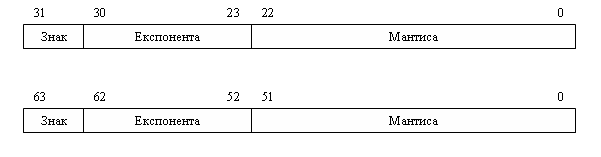 31 30 23 22 0
Знак Експонента Мантиса
63 62 52 51 0
Знак Експонента Мантиса